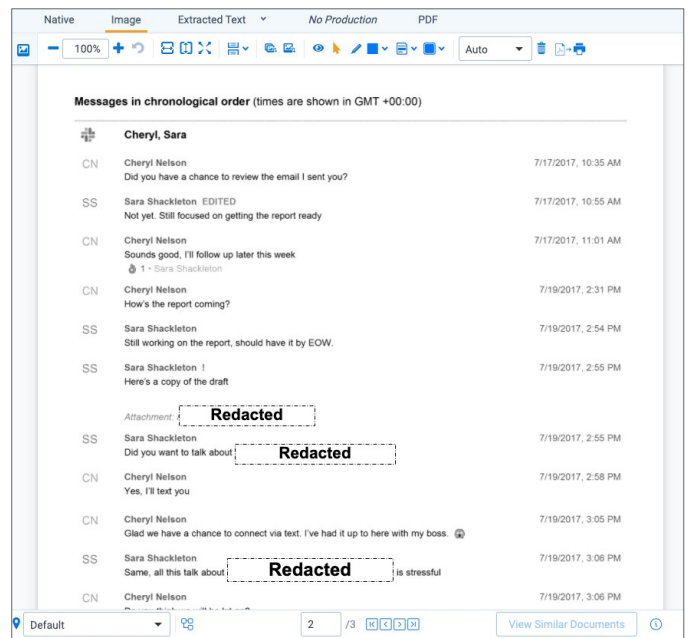 Native Image Extracted Text No Production PDF
100% Auto
Messages in chronological order (times are shown in GMT +00:00)
Cheryl, Sara
CN Cheryl Nelson 7/17/2017, 10:35 AM
Did you have a chance to review the email I sent you?
SS Sara Shackleton EDITED 7/17/2017, 10:55 AM
Not yet. Still focused on getting the report ready
CN Cheryl Nelson 7/17/2017, 11:01 AM
Sounds good, I'll follow up later this week
1 • Sara Shackleton
CN Cheryl Nelson 7/19/2017, 2:31 PM
How's the report coming?
SS Sara Shackleton 7/19/2017, 2:54 PM
Still working on the report, should have it by EOW.
SS Sara Shackleton ! 7/19/2017, 2:55 PM
Here's a copy of the draft
Attachment: Redacted
SS Sara Shackleton 7/19/2017, 2:55 PM
Did you want to talk about Redacted
CN Cheryl Nelson 7/19/2017, 2:58 PM
Yes, I'll text you
CN Cheryl Nelson 7/19/2017, 3:05 PM
Glad we have a chance to connect via text. I've had it up to here with my boss.
SS Sara Shackleton 7/19/2017, 3:06 PM
Same, all this talk about Redacted is stressful
CN Cheryl Nelson 7/19/2017, 3:06 PM
Default 2 /3 View Similar Documents